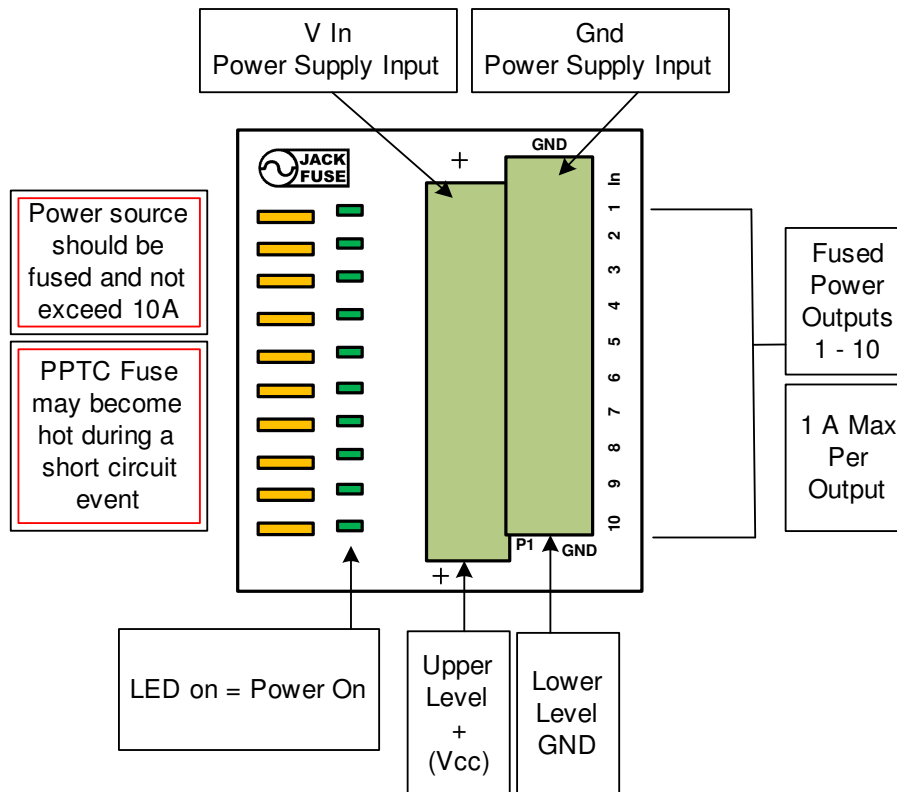 V In
Power Supply Input
Gnd
Power Supply Input
GND
+
JACK
FUSE
In
1
2
3
4
5
6
7
8
9
10
Power source
should be
fused and not
exceed 10A
PPTC Fuse
may become
hot during a
short circuit
event
Fused
Power
Outputs
1 - 10
1 A Max
Per
Output
P1
GND
+
LED on = Power On
Upper
Level
+
(Vcc)
Lower
Level
GND